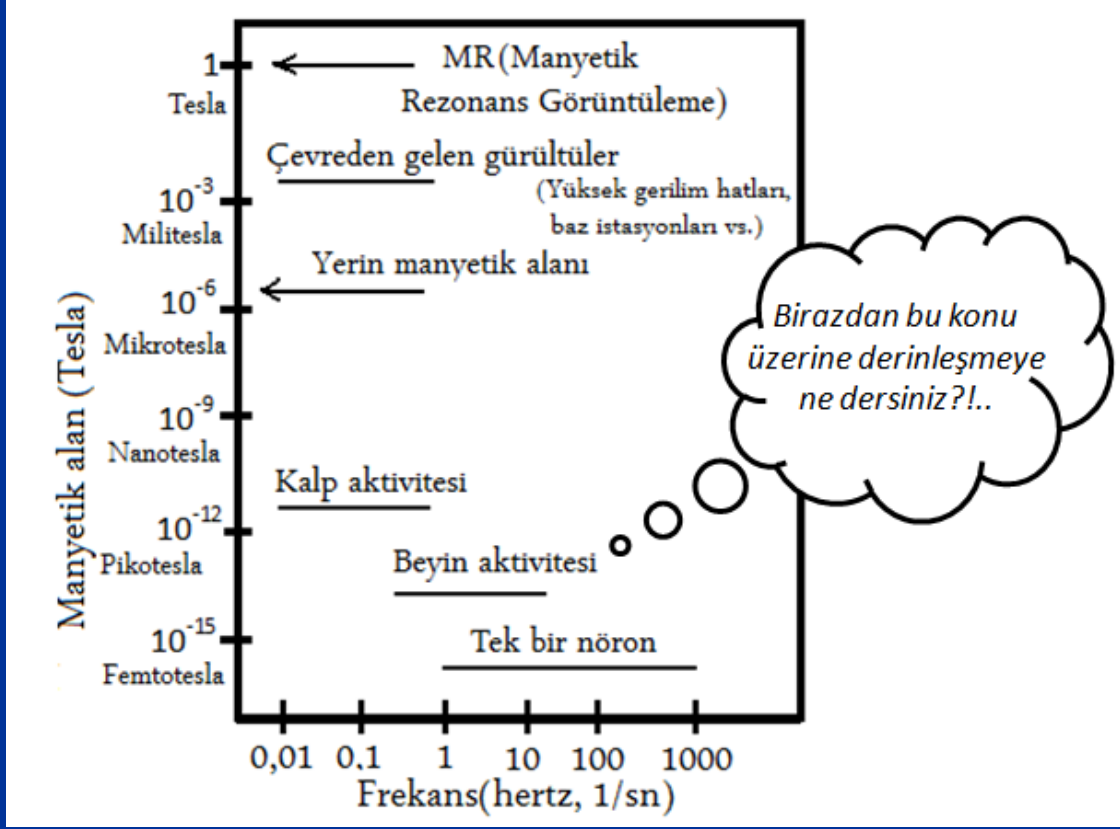 MR(Manyetik
Rezonans Görüntüleme)
1
Tesla
Çevreden gelen gürültüler
(Yüksek gerilim hatları,
baz istasyonları vs.)
10⁻³
Militesla
Yerin manyetik alanı
10⁻⁶
Mikrotesla
Birazdan bu konu
üzerine derinleşmeye
ne dersiniz?!..
10⁻⁹
Nanotesla
Kalp aktivitesi
10⁻¹²
Pikotesla
Beyin aktivitesi
10⁻¹⁵
Femtotesla
Tek bir nöron
Manyetik alan (Tesla)
0,01 0,1 1 10 100 1000
Frekans(hertz, 1/sn)